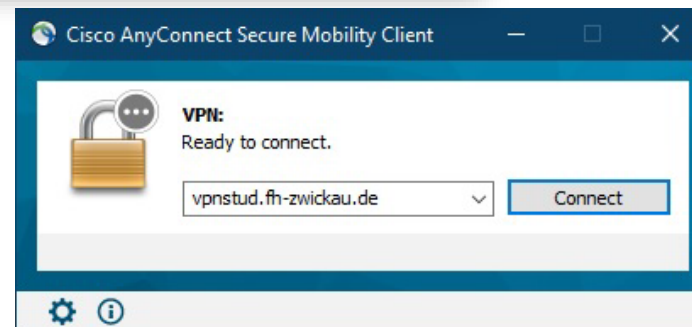 Cisco AnyConnect Secure Mobility Client
VPN:
Ready to connect.
vpnstud.fh-zwickau.de
Connect